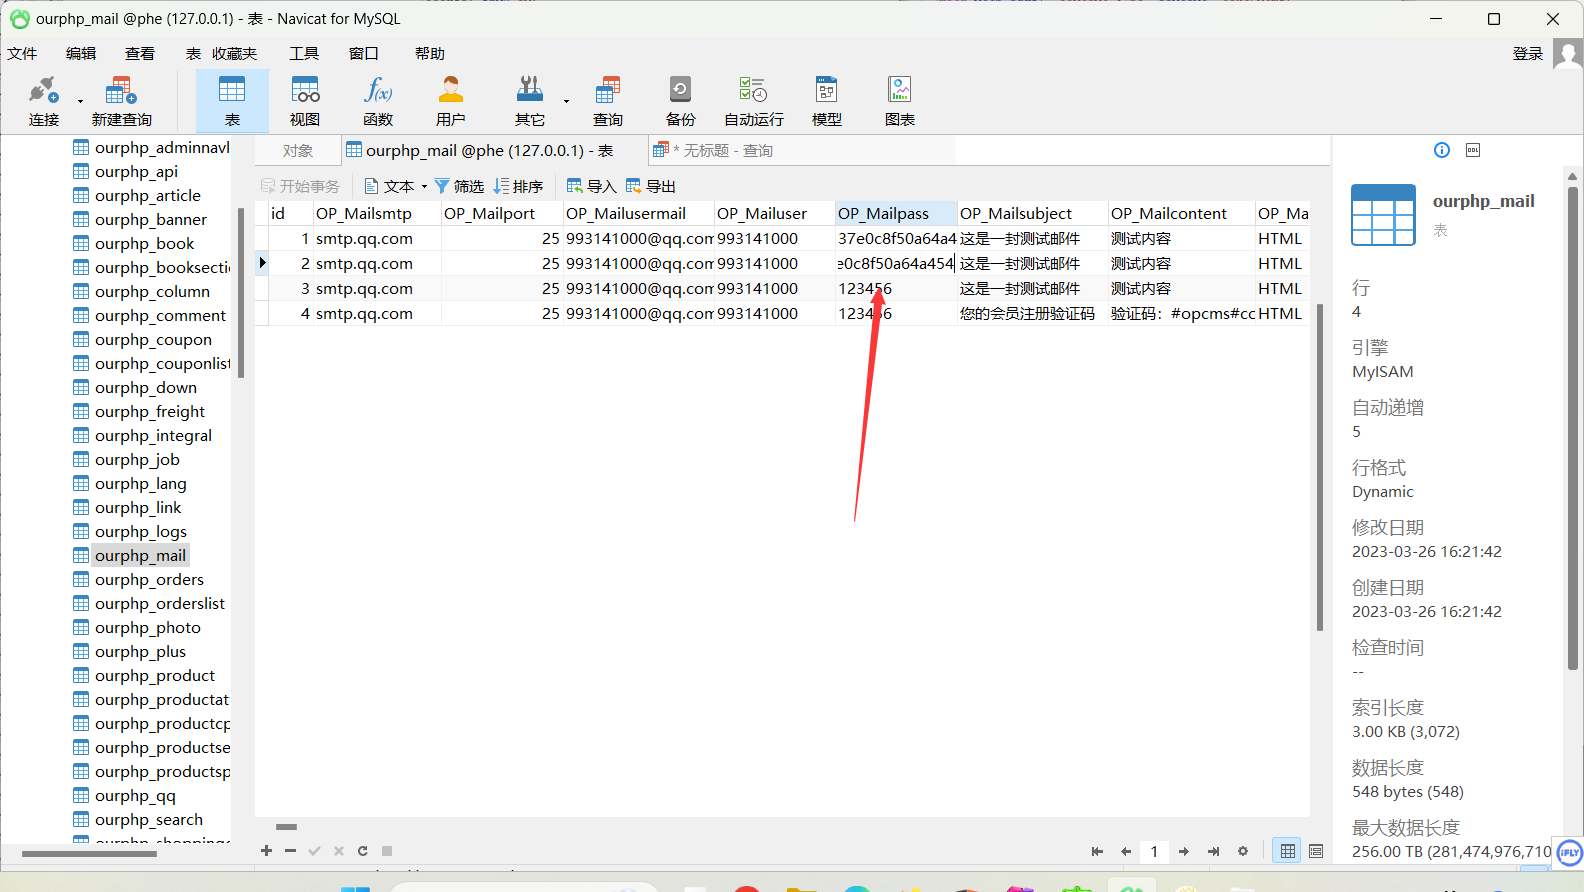 ourphp_mail @phe (127.0.0.1) - 表 - Navicat for MySQL
文件 编辑 查看 表 收藏夹 工具 窗口 帮助 登录
连接 新建查询 表 视图 函数 用户 其它 查询 备份 自动运行 模型 图表
对象 ourphp_mail @phe (127.0.0.1) - 表 * 无标题 - 查询
开始事务 文本 筛选 排序 导入 导出
id OP_Mailsmtp OP_Mailport OP_Mailusermail OP_Mailuser OP_Mailpass OP_Mailsubject OP_Mailcontent OP_Ma
1 smtp.qq.com 25 993141000@qq.com 993141000 37e0c8f50a64a4 这是一封测试邮件 测试内容 HTML
2 smtp.qq.com 25 993141000@qq.com 993141000 e0c8f50a64a454 这是一封测试邮件 测试内容 HTML
3 smtp.qq.com 25 993141000@qq.com 993141000 123456 这是一封测试邮件 测试内容 HTML
4 smtp.qq.com 25 993141000@qq.com 993141000 123456 您的会员注册验证码 验证码：#opcms#cc HTML
ourphp_adminnavl
ourphp_api
ourphp_article
ourphp_banner
ourphp_book
ourphp_booksecti
ourphp_column
ourphp_comment
ourphp_coupon
ourphp_couponlist
ourphp_down
ourphp_freight
ourphp_integral
ourphp_job
ourphp_lang
ourphp_link
ourphp_logs
ourphp_mail
ourphp_orders
ourphp_orderslist
ourphp_photo
ourphp_plus
ourphp_product
ourphp_productat
ourphp_productcp
ourphp_productse
ourphp_productsp
ourphp_qq
ourphp_search
DDL
ourphp_mail
表
行
4
引擎
MyISAM
自动递增
5
行格式
Dynamic
修改日期
2023-03-26 16:21:42
创建日期
2023-03-26 16:21:42
检查时间
--
索引长度
3.00 KB (3,072)
数据长度
548 bytes (548)
最大数据长度
256.00 TB (281,474,976,710
iFLY
1